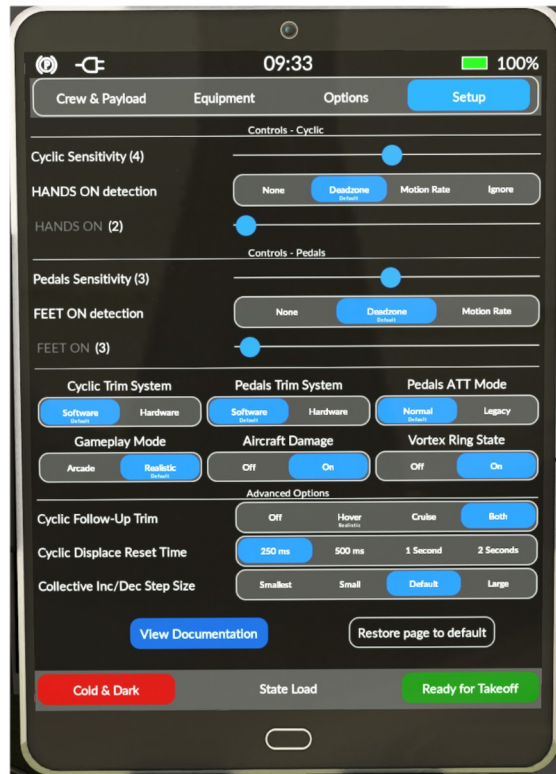 (P) 09:33 100%
Crew & Payload Equipment Options Setup
Controls - Cyclic
Cyclic Sensitivity (4)
HANDS ON detection None Deadzone Motion Rate Ignore
Default
HANDS ON (2)
Controls - Pedals
Pedals Sensitivity (3)
FEET ON detection None Deadzone Motion Rate
Default
FEET ON (3)
Cyclic Trim System Pedals Trim System Pedals ATT Mode
Software Hardware Software Hardware Normal Legacy
Default Default Default
Gameplay Mode Aircraft Damage Vortex Ring State
Arcade Realistic Off On Off On
Default
Advanced Options
Cyclic Follow-Up Trim Off Hover Cruise Both
Realistic
Cyclic Displace Reset Time 250 ms 500 ms 1 Second 2 Seconds
Collective Inc/Dec Step Size Smallest Small Default Large
View Documentation Restore page to default
Cold & Dark State Load Ready for Takeoff